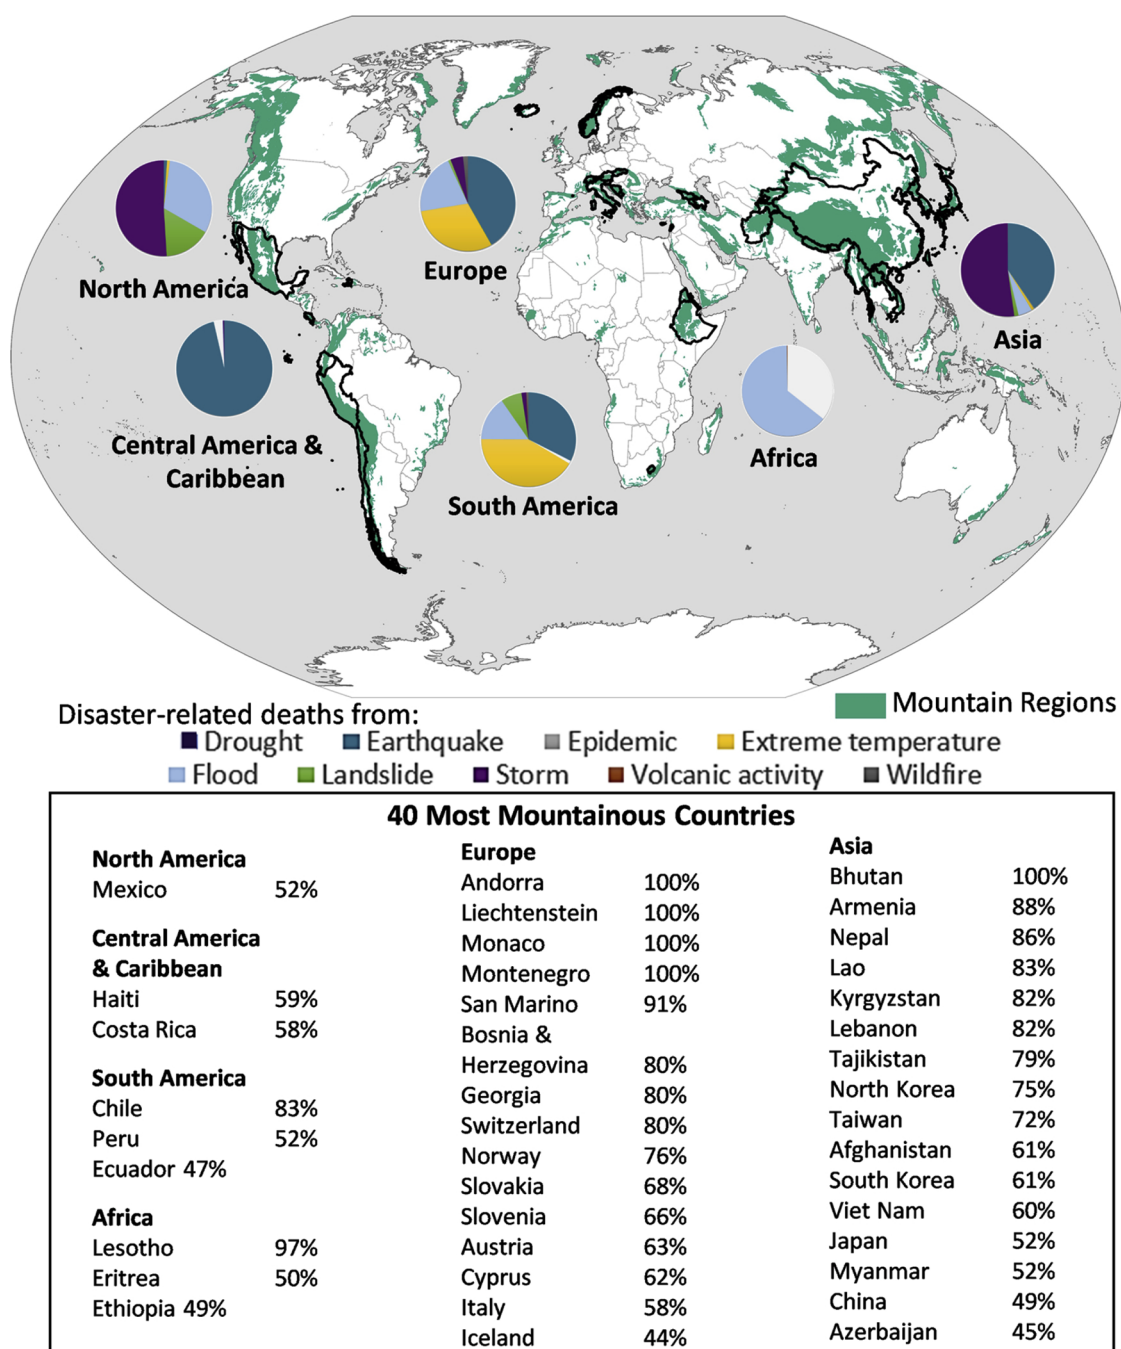 North America
Europe
Asia
Central America &
Caribbean
South America
Africa
Mountain Regions
Disaster-related deaths from:
Drought Earthquake Epidemic Extreme temperature
Flood Landslide Storm Volcanic activity Wildfire
40 Most Mountainous Countries
North America
Mexico 52%
Central America
& Caribbean
Haiti 59%
Costa Rica 58%
South America
Chile 83%
Peru 52%
Ecuador 47%
Africa
Lesotho 97%
Eritrea 50%
Ethiopia 49%
Europe
Andorra 100%
Liechtenstein 100%
Monaco 100%
Montenegro 100%
San Marino 91%
Bosnia &
Herzegovina 80%
Georgia 80%
Switzerland 80%
Norway 76%
Slovakia 68%
Slovenia 66%
Austria 63%
Cyprus 62%
Italy 58%
Iceland 44%
Asia
Bhutan 100%
Armenia 88%
Nepal 86%
Lao 83%
Kyrgyzstan 82%
Lebanon 82%
Tajikistan 79%
North Korea 75%
Taiwan 72%
Afghanistan 61%
South Korea 61%
Viet Nam 60%
Japan 52%
Myanmar 52%
China 49%
Azerbaijan 45%